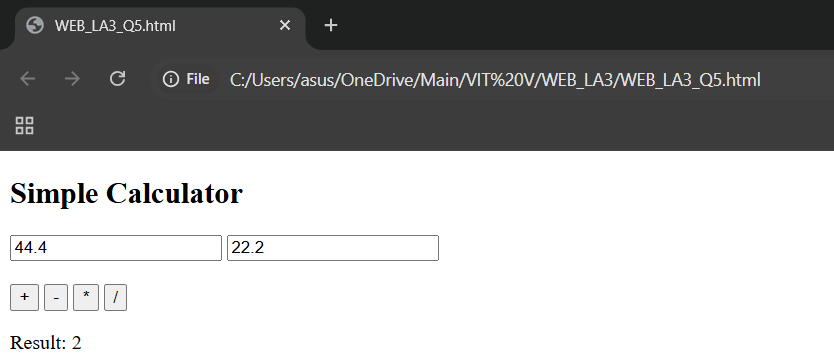 WEB_LA3_Q5.html
File C:/Users/asus/OneDrive/Main/VIT%20V/WEB_LA3/WEB_LA3_Q5.html
Simple Calculator
44.4 22.2
+ - * /
Result: 2